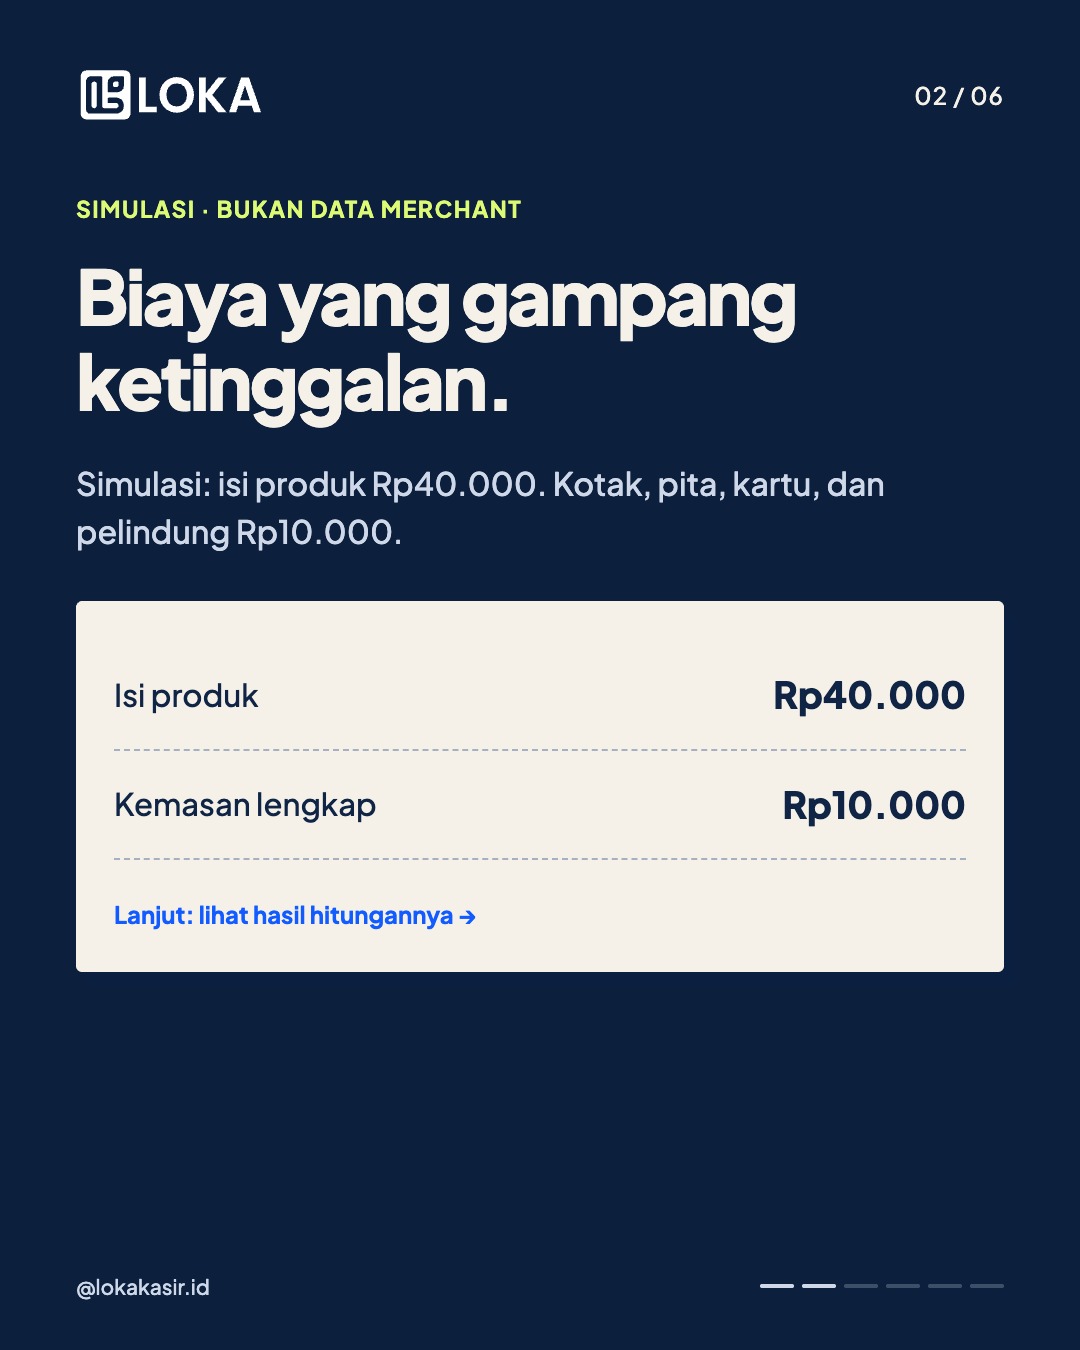 LOKA
02 / 06
SIMULASI · BUKAN DATA MERCHANT
Biaya yang gampang
ketinggalan.
Simulasi: isi produk Rp40.000. Kotak, pita, kartu, dan
pelindung Rp10.000.
Isi produk Rp40.000
Kemasan lengkap Rp10.000
Lanjut: lihat hasil hitungannya →
@lokakasir.id